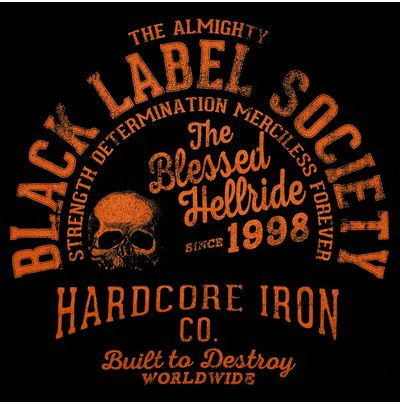 THE ALMIGHTY
BLACK LABEL SOCIETY
STRENGTH DETERMINATION MERCILESS FOREVER
The
Blessed
Hellride
SINCE 1998
HARDCORE IRON
CO.
Built to Destroy
WORLDWIDE